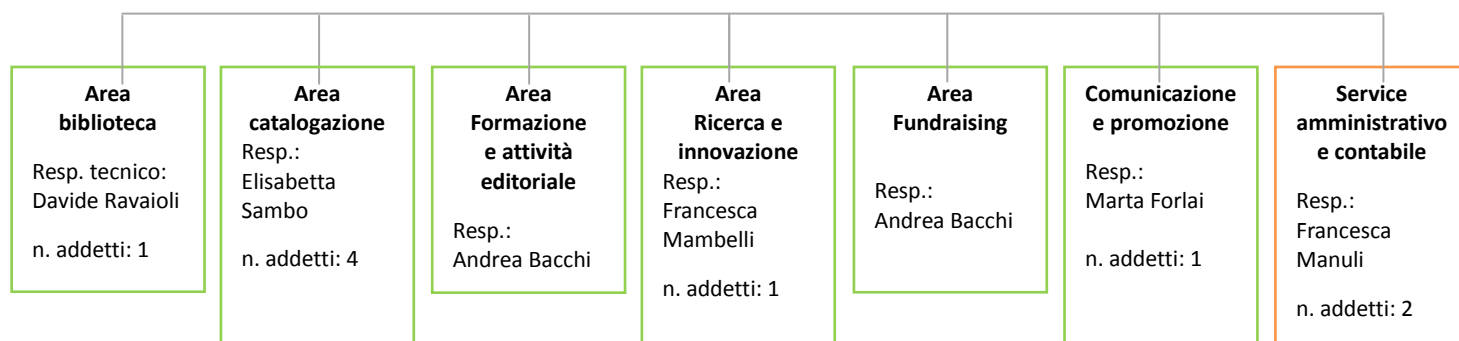 Area
biblioteca
Resp. tecnico:
Davide Ravaioli
n. addetti: 1
Area
catalogazione
Resp.:
Elisabetta
Sambo
n. addetti: 4
Area
Formazione
e attività
editoriale
Resp.:
Andrea Bacchi
Area
Ricerca e
innovazione
Resp.:
Francesca
Mambelli
n. addetti: 1
Area
Fundraising
Resp.:
Andrea Bacchi
Comunicazione
e promozione
Resp.:
Marta Forlai
n. addetti: 1
Service
amministrativo
e contabile
Resp.:
Francesca
Manuli
n. addetti: 2